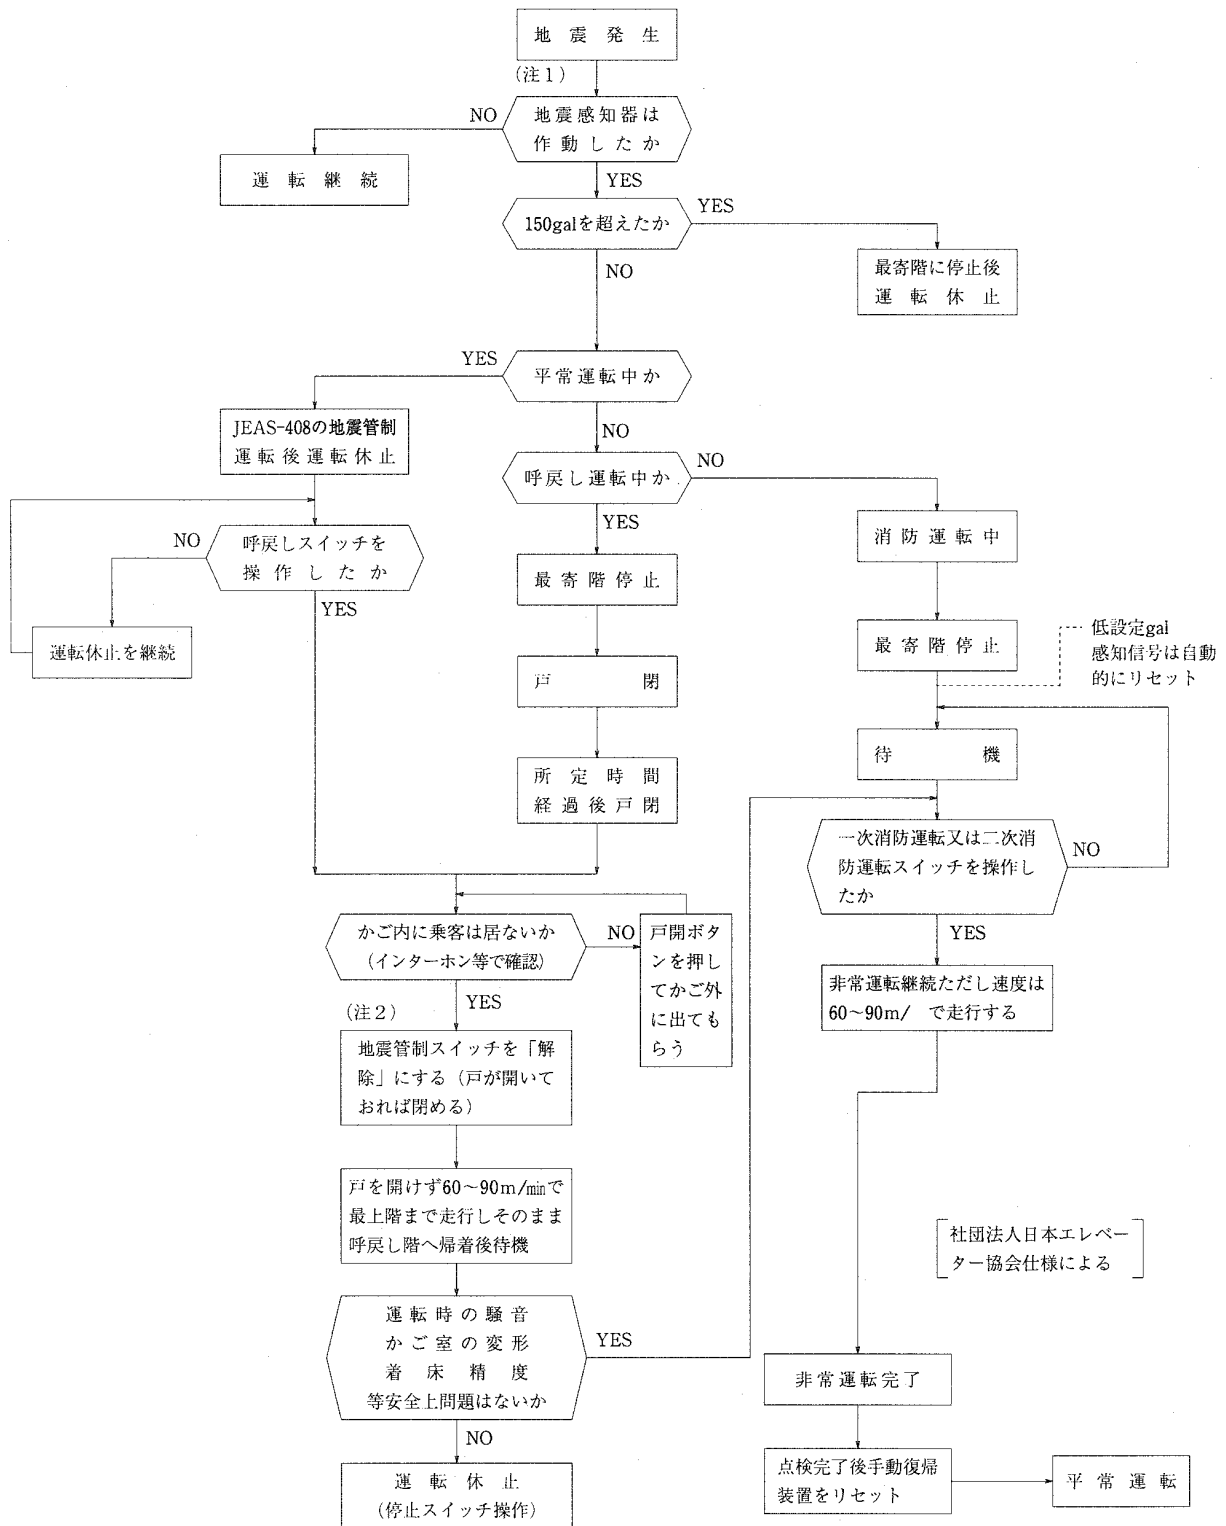 地震発生
(注1)
地震感知器は
作動したか
NO
YES
運転継続
150galを超えたか
YES
NO
最寄階に停止後
運転休止
平常運転中か
YES
NO
JEAS-408の地震管制
運転後運転休止
呼戻し運転中か
NO
YES
呼戻しスイッチを
操作したか
NO
YES
運転休止を継続
最寄階停止
戸閉
所定時間
経過後戸閉
消防運転中
最寄階停止
低設定gal
感知信号は自動
的にリセット
待機
一次消防運転又は二次消
防運転スイッチを操作し
たか
NO
YES
かご内に乗客は居ないか
(インターホン等で確認)
NO
YES
戸開ボタ
ンを押し
てかご外
に出ても
らう
非常運転継続ただし速度は
60～90m/ で走行する
(注2)
地震管制スイッチを「解
除」にする（戸が開いて
おれば閉める）
戸を開けず60～90m/minで
最上階まで走行しそのまま
呼戻し階へ帰着後待機
社団法人日本エレベー
ター協会仕様による
運転時の騒音
かご室の変形
着床精度
等安全上問題はないか
YES
NO
運転休止
(停止スイッチ操作)
非常運転完了
点検完了後手動復帰
装置をリセット
平常運転